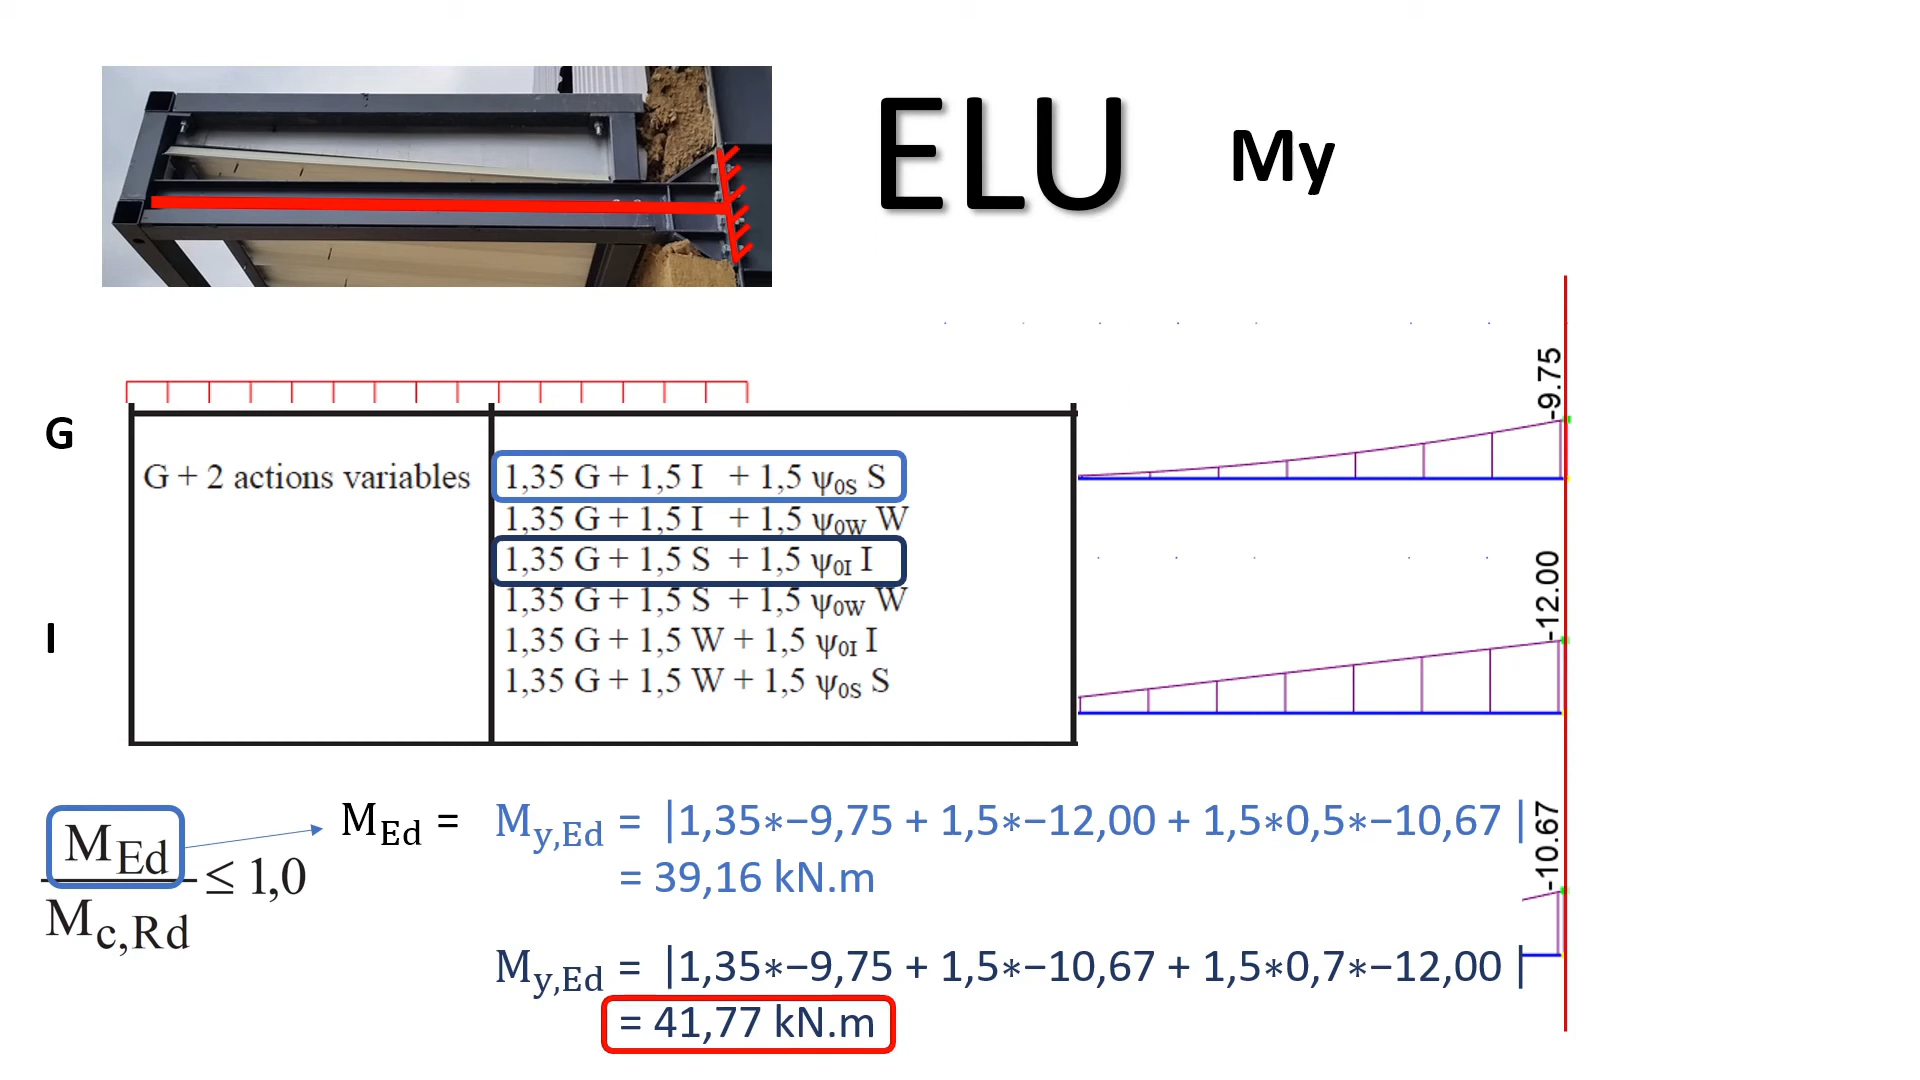 ELU
My
G
G + 2 actions variables
1,35 G + 1,5 I + 1,5 ψ0S S
1,35 G + 1,5 I + 1,5 ψ0W W
1,35 G + 1,5 S + 1,5 ψ0I I
1,35 G + 1,5 S + 1,5 ψ0W W
1,35 G + 1,5 W + 1,5 ψ0I I
1,35 G + 1,5 W + 1,5 ψ0S S
I
-9.75
-12.00
-10.67
MEd
Mc,Rd
≤ 1,0
MEd =
My,Ed = |1,35*−9,75 + 1,5*−12,00 + 1,5*0,5*−10,67 |
= 39,16 kN.m
My,Ed = |1,35*−9,75 + 1,5*−10,67 + 1,5*0,7*−12,00 |
= 41,77 kN.m